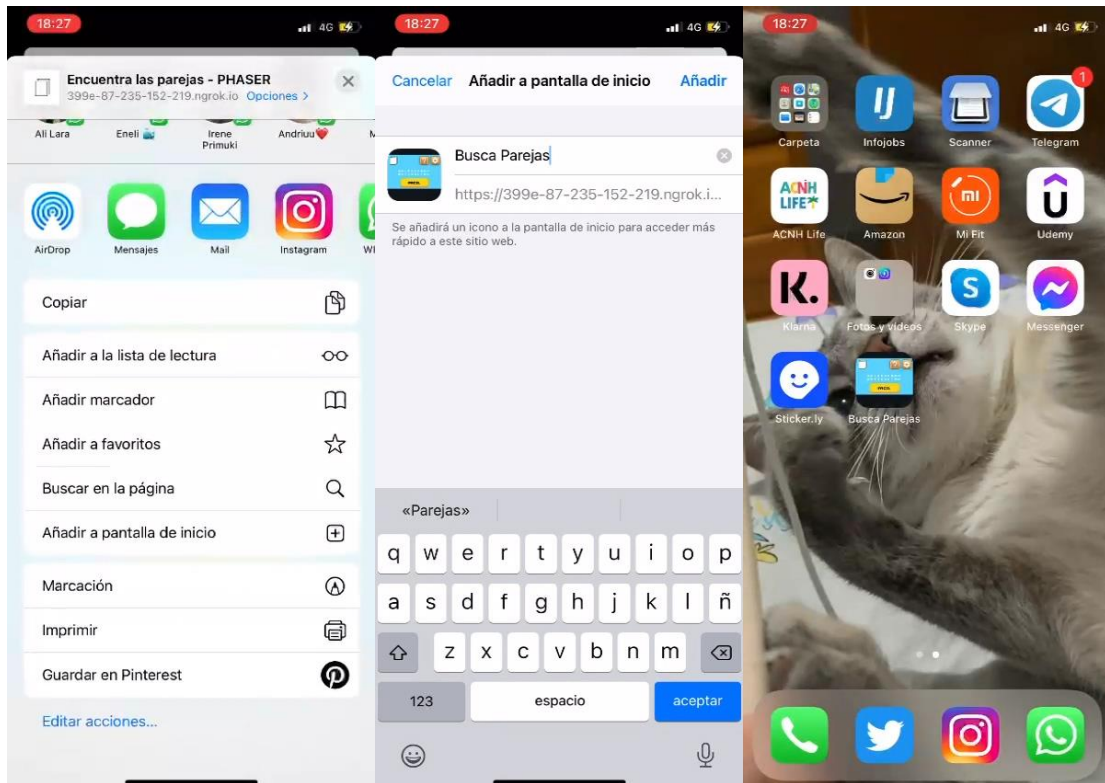 18:27
4G
Encuentra las parejas - PHASER
399e-87-235-152-219.ngrok.io Opciones >
Ali Lara
Eneli
Irene
Primuki
Andriuu
AirDrop
Mensajes
Mail
Instagram
Copiar
Añadir a la lista de lectura
Añadir marcador
Añadir a favoritos
Buscar en la página
Añadir a pantalla de inicio
Marcación
Imprimir
Guardar en Pinterest
Editar acciones...
18:27
4G
Cancelar Añadir a pantalla de inicio Añadir
Busca Parejas
https://399e-87-235-152-219.ngrok.i...
Se añadirá un icono a la pantalla de inicio para acceder más
rápido a este sitio web.
«Parejas»
q w e r t y u i o p
a s d f g h j k l ñ
z x c v b n m
123 espacio aceptar
18:27
4G
1
Carpeta Infojobs Scanner Telegram
ACNH
LIFE
mi
ACNH Life Amazon Mi Fit Udemy
K.
S
Klarna Fotos y vídeos Skype Messenger
Sticker.ly Busca Parejas